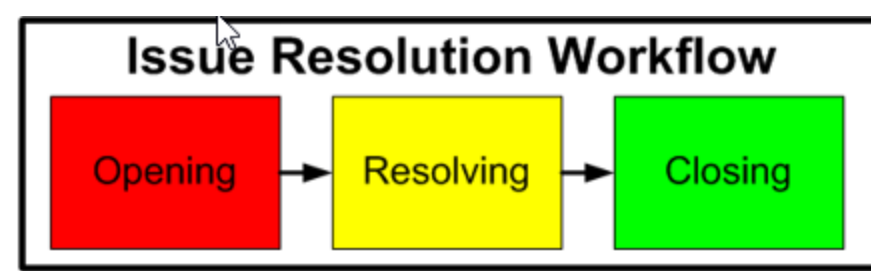 Issue Resolution Workflow
Opening
Resolving
Closing